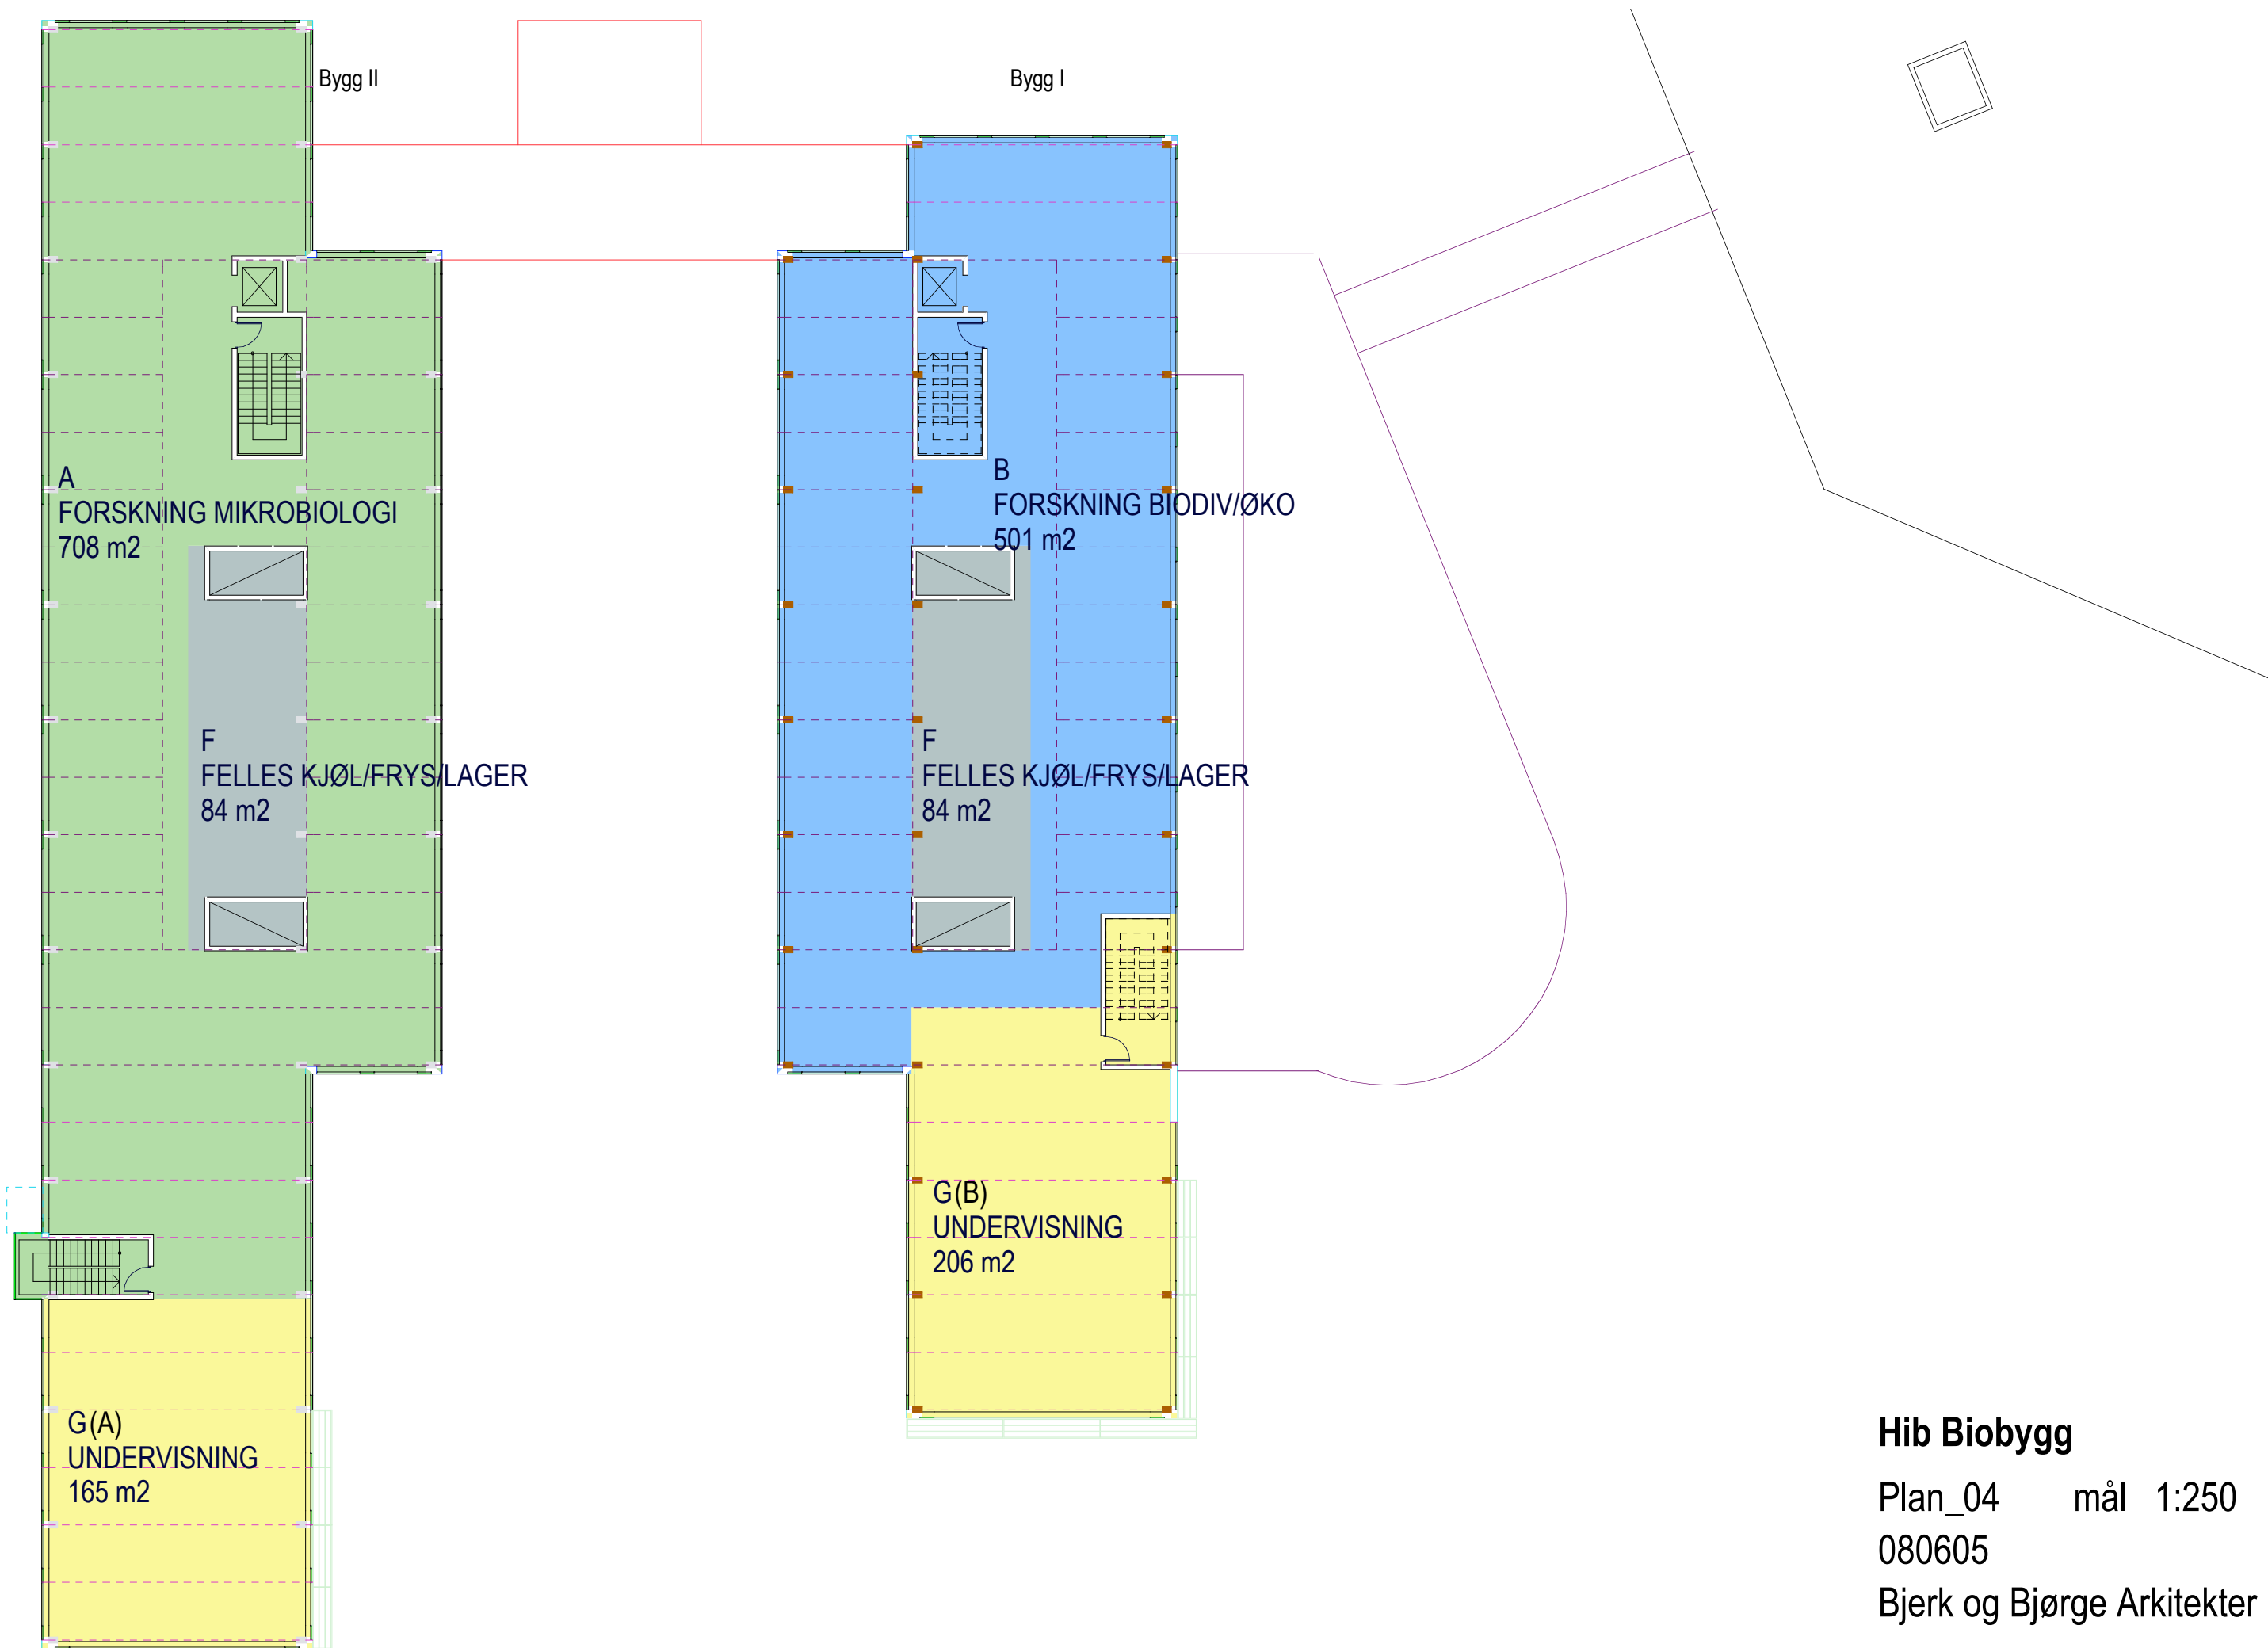 Bygg II
Bygg I
A
FORSKNING MIKROBIOLOGI
708 m2
B
FORSKNING BIODIV/ØKO
501 m2
F
FELLES KJØL/FRYS/LAGER
84 m2
F
FELLES KJØL/FRYS/LAGER
84 m2
G(B)
UNDERVISNING
206 m2
G(A)
UNDERVISNING
165 m2
Hib Biobygg
Plan_04 mål 1:250
080605
Bjerk og Bjørge Arkitekter